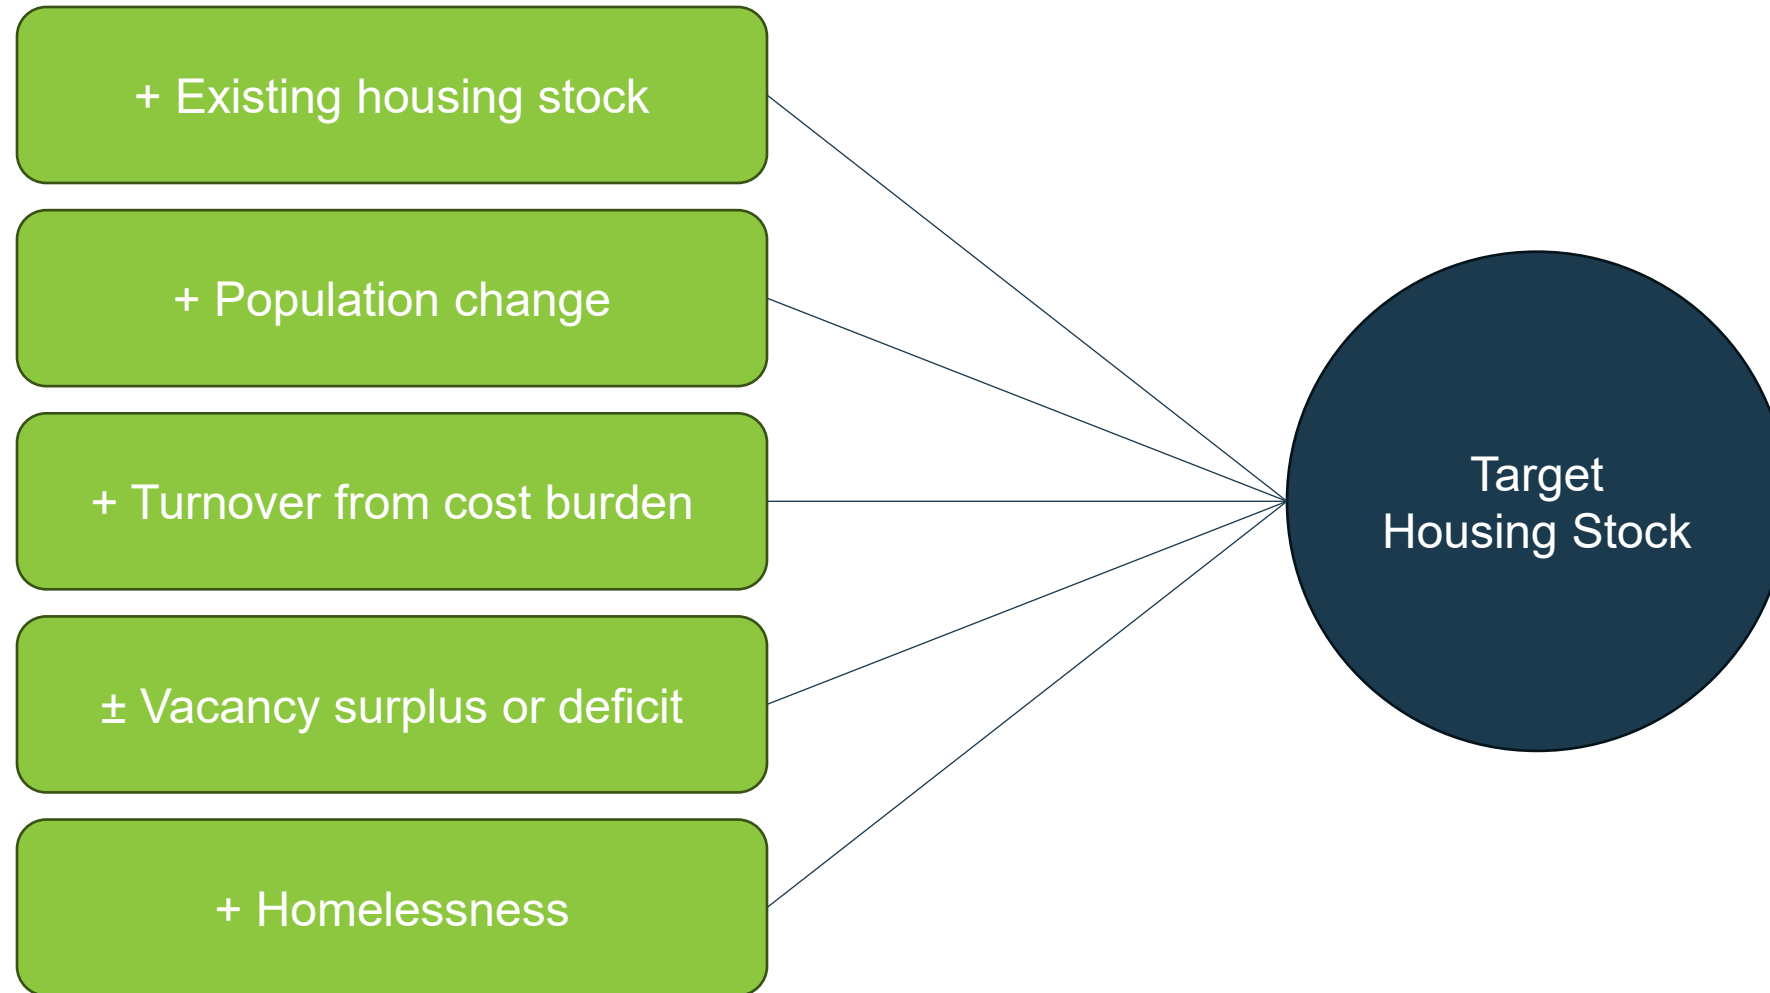 + Existing housing stock
+ Population change
+ Turnover from cost burden
± Vacancy surplus or deficit
+ Homelessness
Target
Housing Stock